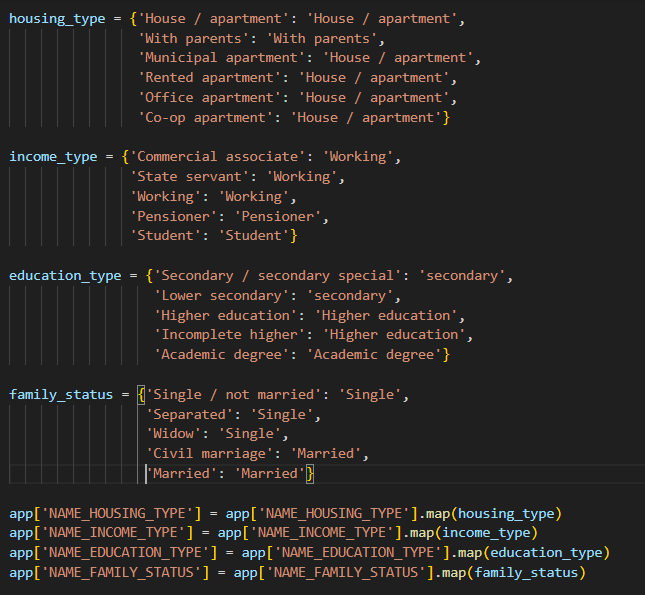 housing_type = {'House / apartment': 'House / apartment',
'With parents': 'With parents',
'Municipal apartment': 'House / apartment',
'Rented apartment': 'House / apartment',
'Office apartment': 'House / apartment',
'Co-op apartment': 'House / apartment'}
income_type = {'Commercial associate': 'Working',
'State servant': 'Working',
'Working': 'Working',
'Pensioner': 'Pensioner',
'Student': 'Student'}
education_type = {'Secondary / secondary special': 'secondary',
'Lower secondary': 'secondary',
'Higher education': 'Higher education',
'Incomplete higher': 'Higher education',
'Academic degree': 'Academic degree'}
family_status = {'Single / not married': 'Single',
'Separated': 'Single',
'Widow': 'Single',
'Civil marriage': 'Married',
'Married': 'Married'}
app['NAME_HOUSING_TYPE'] = app['NAME_HOUSING_TYPE'].map(housing_type)
app['NAME_INCOME_TYPE'] = app['NAME_INCOME_TYPE'].map(income_type)
app['NAME_EDUCATION_TYPE'] = app['NAME_EDUCATION_TYPE'].map(education_type)
app['NAME_FAMILY_STATUS'] = app['NAME_FAMILY_STATUS'].map(family_status)